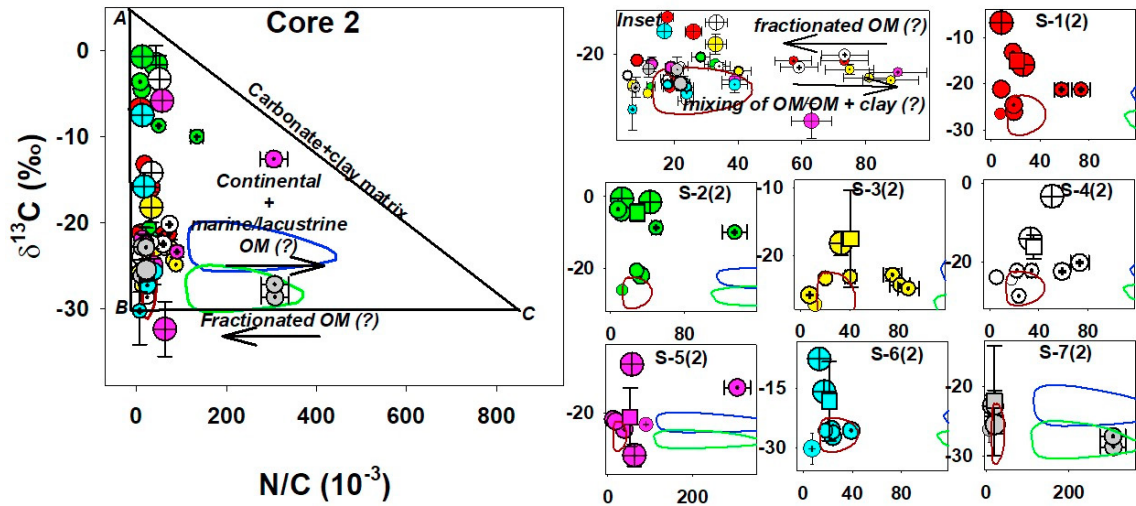 A
Core 2
0
-10
-20
-30
δ13C (‰)
Carbonate+clay matrix
Continental
+
marine/lacustrine
OM (?)
B
C
Fractionated OM (?)
0 200 400 600 800
N/C (10-3)
Inset
fractionated OM (?)
-20
mixing of OM/OM + clay (?)
20 40 60 80 100
S-1(2)
-10
-15
-20
-30
0 40 80
S-2(2)
0
-20
0 80
S-3(2)
-10
-20
0 40 80
S-4(2)
0
-20
0 40 80
S-5(2)
-20
0 200
S-6(2)
-15
-30
0 40 80
S-7(2)
-20
-30
0 200